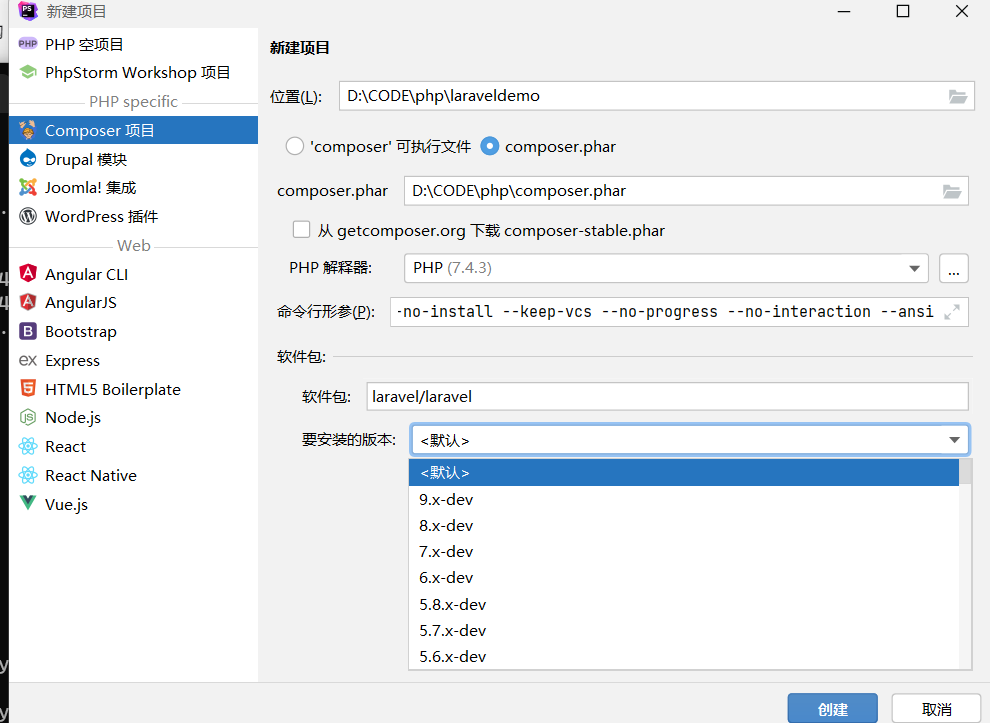 新建项目
PHP 空项目
PhpStorm Workshop 项目
PHP specific
Composer 项目
Drupal 模块
Joomla! 集成
WordPress 插件
Web
Angular CLI
AngularJS
Bootstrap
Express
HTML5 Boilerplate
Node.js
React
React Native
Vue.js
新建项目
位置(L): D:\CODE\php\laraveldemo
'composer' 可执行文件 composer.phar
composer.phar D:\CODE\php\composer.phar
从 getcomposer.org 下载 composer-stable.phar
PHP 解释器: PHP (7.4.3) ...
命令行形参(P): -no-install --keep-vcs --no-progress --no-interaction --ansi
软件包:
软件包: laravel/laravel
要安装的版本: <默认>
<默认>
9.x-dev
8.x-dev
7.x-dev
6.x-dev
5.8.x-dev
5.7.x-dev
5.6.x-dev
创建 取消